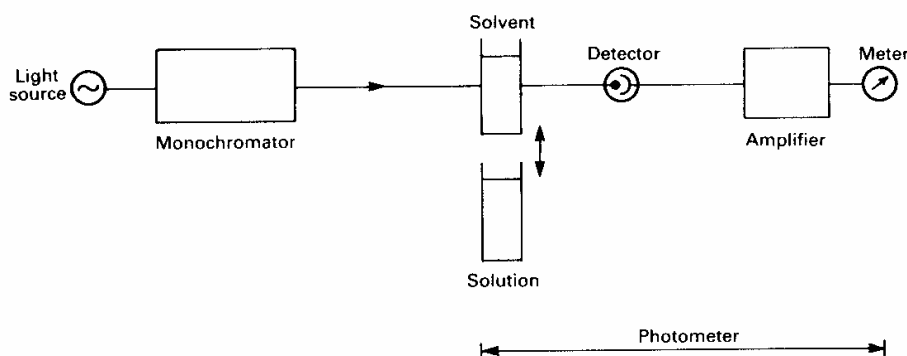 Solvent
Detector
Meter
Light
source
Monochromator
Amplifier
Solution
Photometer